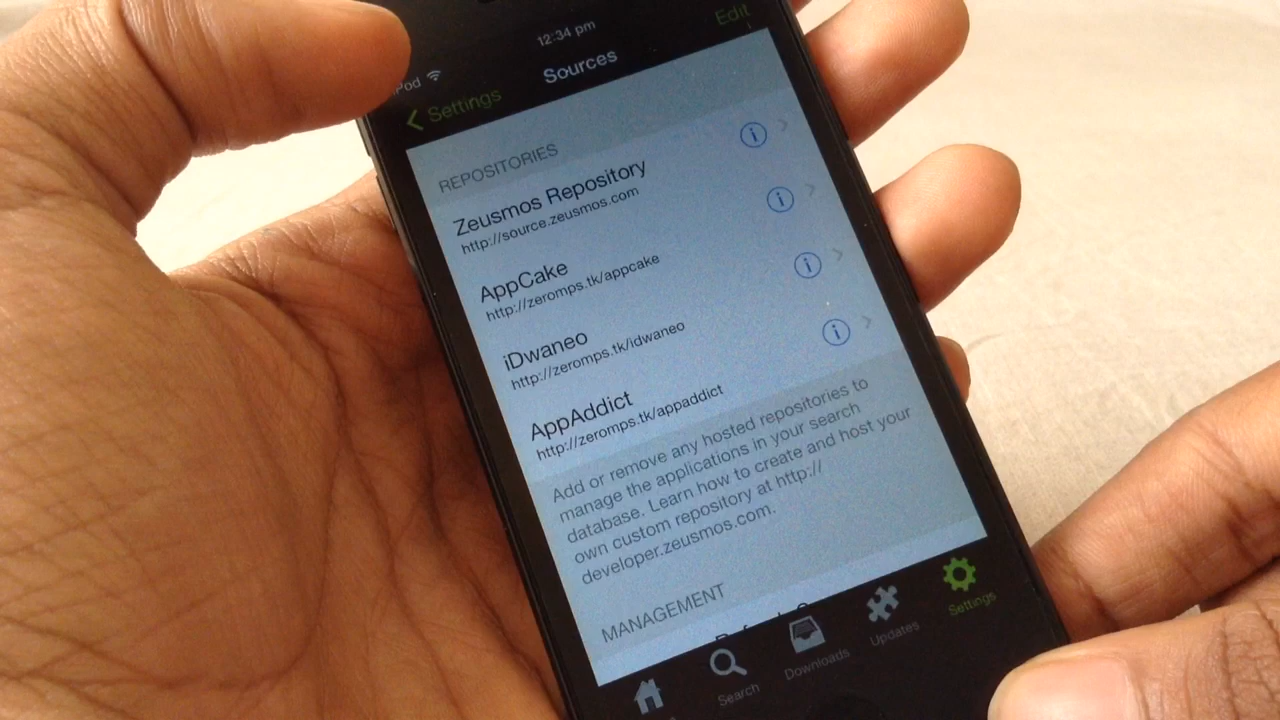 iPod 12:34 pm
Settings Sources Edit
REPOSITORIES
Zeusmos Repository
http://source.zeusmos.com
AppCake
http://zeromps.tk/appcake
iDwaneo
http://zeromps.tk/idwaneo
AppAddict
http://zeromps.tk/appaddict
Add or remove any hosted repositories to
manage the applications in your search
database. Learn how to create and host your
own custom repository at http://
developer.zeusmos.com.
MANAGEMENT
Search Downloads Updates Settings